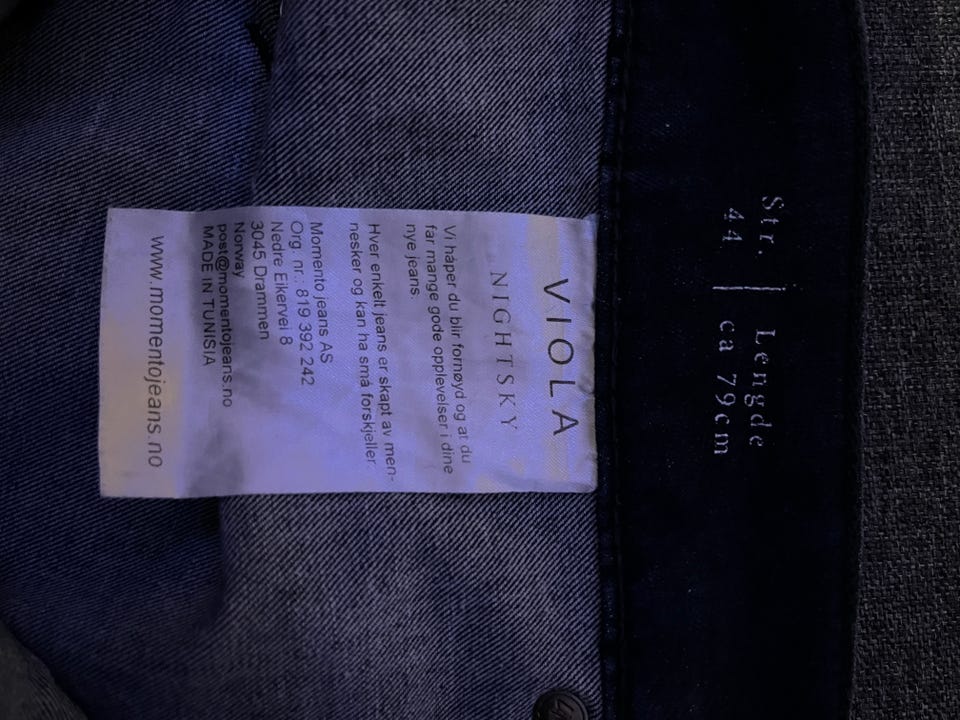 Str. | Lengde
44 | ca 79cm
VIOLA
NIGHTSKY
Vi håper du blir fornøyd og at du
får mange gode opplevelser i dine
nye jeans.
Hver enkelt jeans er skapt av men-
nesker og kan ha små forskjeller.
Momento jeans AS
Org. nr.. 819 392 242
Nedre Eikervei 8
3045 Drammen
Norway
post@momentojeans.no
MADE IN TUNISIA
www.momentojeans.no